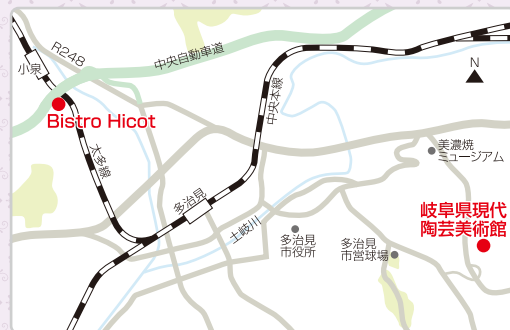 R248
小泉
中央自動車道
N
Bistro Hicot
中央本線
太多線
美濃焼
ミュージアム
多治見
岐阜県現代
陶芸美術館
土岐川
多治見
市役所
多治見
市営球場